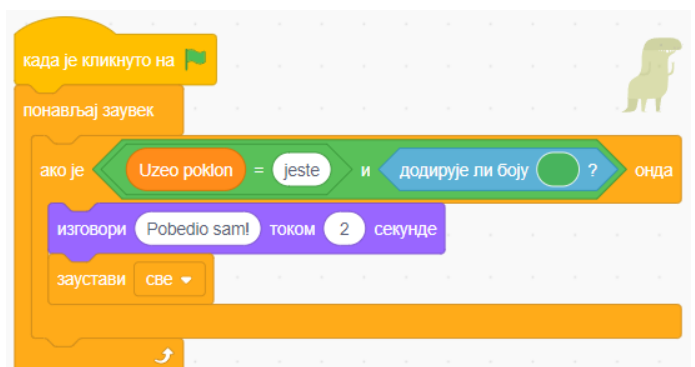 када је кликнуто на
понављај заувек
ако је Uzeo poklon = jeste и додирује ли боју ? онда
изговори Pobedio sam! током 2 секунде
заустави све